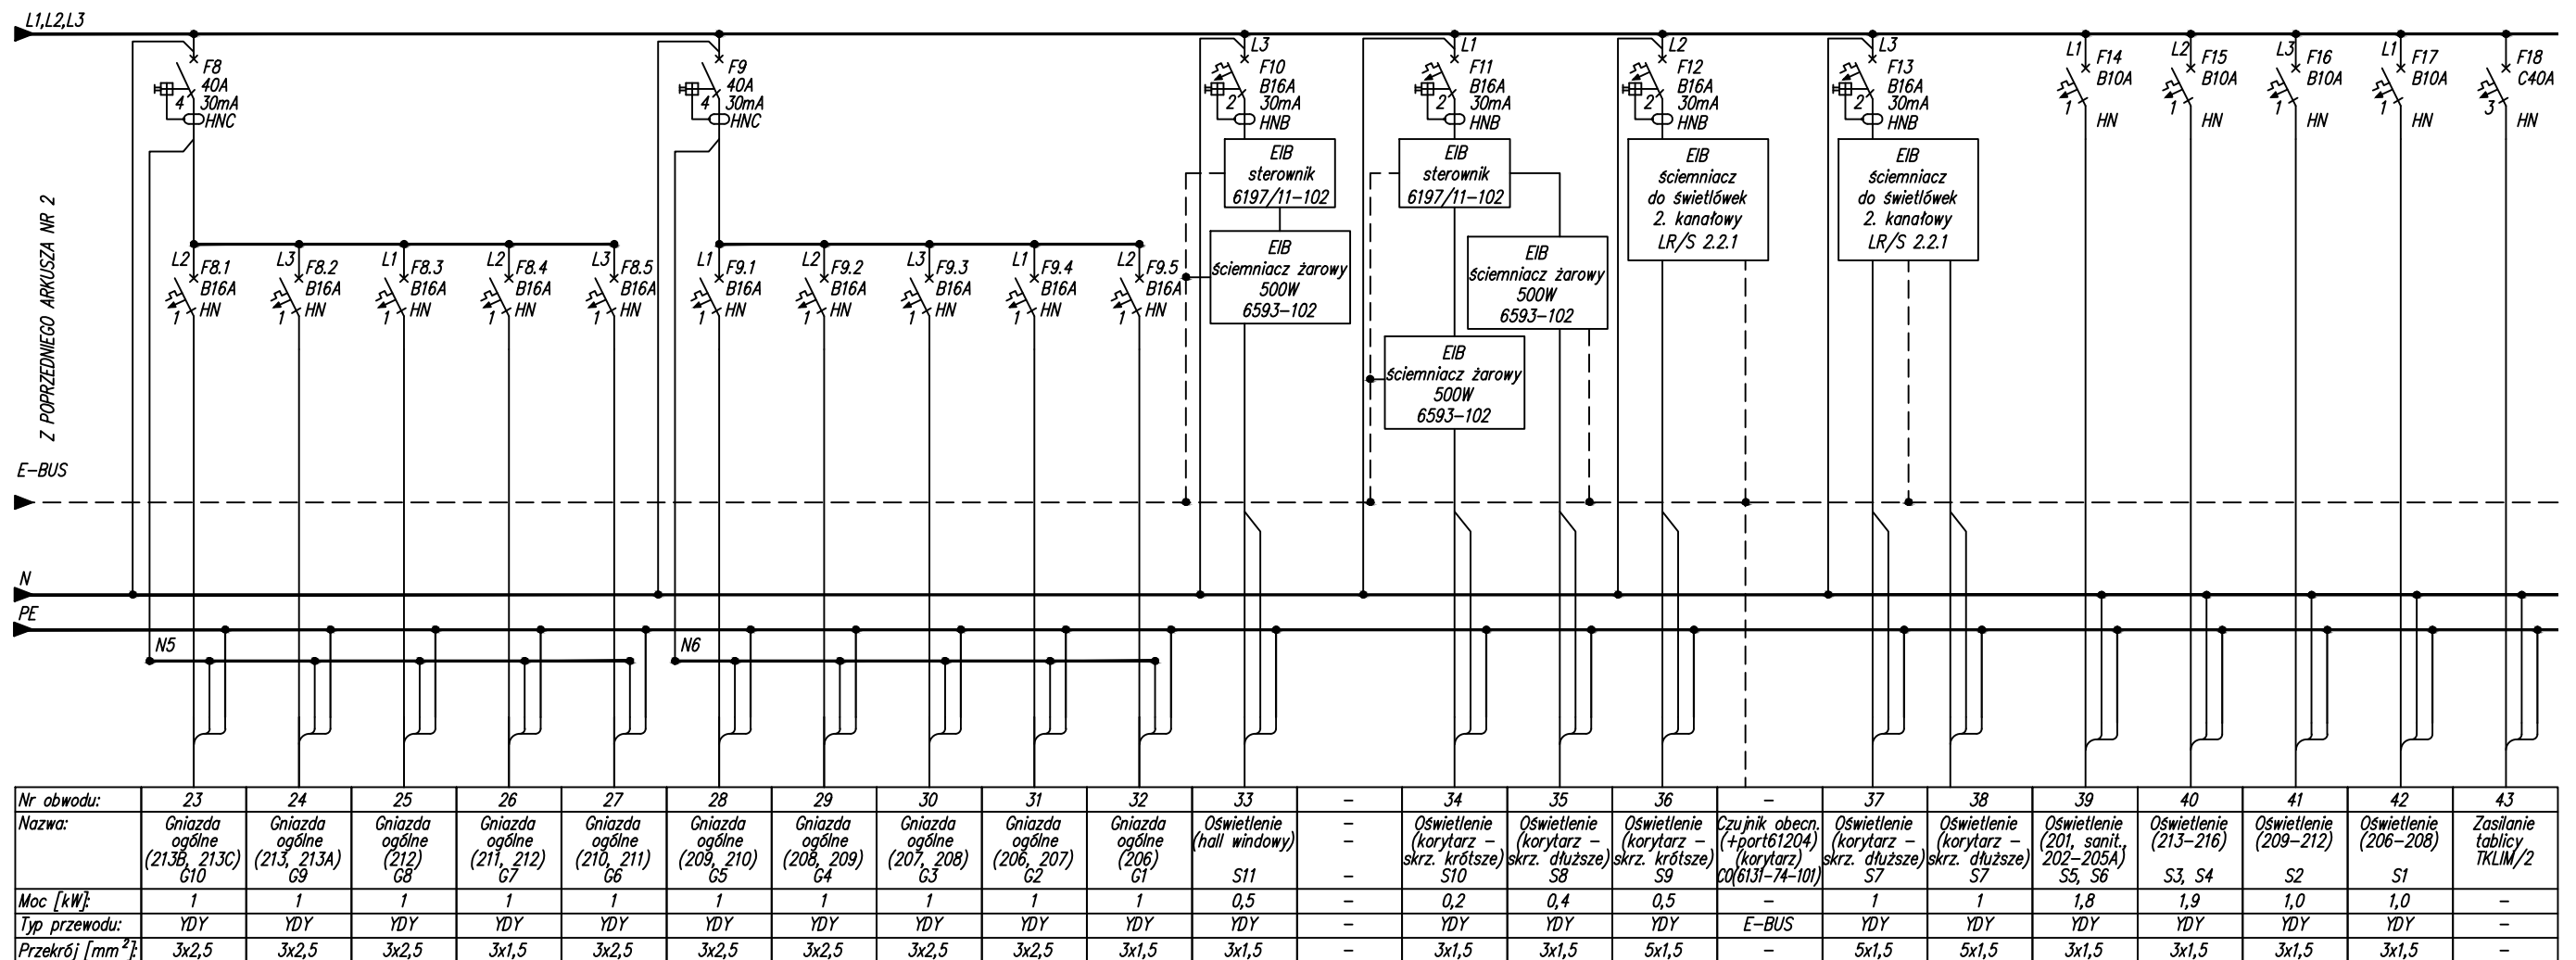 L1,L2,L3
Z POPRZEDNIEGO ARKUSZA NR 2
E-BUS
N
PE
N5
N6
F8
40A
30mA
4
HNC
L2 F8.1
B16A
1 HN
L3 F8.2
B16A
1 HN
L1 F8.3
B16A
1 HN
L2 F8.4
B16A
1 HN
L3 F8.5
B16A
1 HN
F9
40A
30mA
4
HNC
L1 F9.1
B16A
1 HN
L2 F9.2
B16A
1 HN
L3 F9.3
B16A
1 HN
L1 F9.4
B16A
1 HN
L2 F9.5
B16A
1 HN
L3
F10
B16A
2 30mA
HNB
EIB
sterownik
6197/11-102
EIB
ściemniacz żarowy
500W
6593-102
L1
F11
B16A
2 30mA
HNB
EIB
sterownik
6197/11-102
EIB
ściemniacz żarowy
500W
6593-102
EIB
ściemniacz żarowy
500W
6593-102
L2
F12
B16A
2 30mA
HNB
EIB
ściemniacz
do świetlówek
2. kanałowy
LR/S 2.2.1
L3
F13
B16A
2 30mA
HNB
EIB
ściemniacz
do świetlówek
2. kanałowy
LR/S 2.2.1
L1 F14
B10A
1 HN
L2 F15
B10A
1 HN
L3 F16
B10A
1 HN
L1 F17
B10A
1 HN
F18
C40A
3 HN
Nr obwodu: 23 24 25 26 27 28 29 30 31 32 33 - 34 35 36 - 37 38 39 40 41 42 43
Nazwa:
Gniazda
ogólne
(213B, 213C)
G10
Gniazda
ogólne
(213, 213A)
G9
Gniazda
ogólne
(212)
G8
Gniazda
ogólne
(211, 212)
G7
Gniazda
ogólne
(210, 211)
G6
Gniazda
ogólne
(209, 210)
G5
Gniazda
ogólne
(208, 209)
G4
Gniazda
ogólne
(207, 208)
G3
Gniazda
ogólne
(206, 207)
G2
Gniazda
ogólne
(206)
G1
Oświetlenie
(hall windowy)
S11
-
-
-
-
Oświetlenie
(korytarz -
skrz. krótsze)
S10
Oświetlenie
(korytarz -
skrz. dłuższe)
S8
Oświetlenie
(korytarz -
skrz. krótsze)
S9
Czujnik obecn.
(+port61204)
(korytarz)
CO(6131-74-101)
Oświetlenie
(korytarz -
skrz. dłuższe)
S7
Oświetlenie
(korytarz -
skrz. dłuższe)
S7
Oświetlenie
(201, sanit.,
202-205A)
S5, S6
Oświetlenie
(213-216)
S3, S4
Oświetlenie
(209-212)
S2
Oświetlenie
(206-208)
S1
Zasilanie
tablicy
TKLIM/2
Moc [kW]: 1 1 1 1 1 1 1 1 1 1 0,5 - 0,2 0,4 0,5 - 1 1 1,8 1,9 1,0 1,0 -
Typ przewodu: YDY YDY YDY YDY YDY YDY YDY YDY YDY YDY YDY - YDY YDY YDY E-BUS YDY YDY YDY YDY YDY YDY -
Przekrój [mm²]: 3x2,5 3x2,5 3x2,5 3x1,5 3x2,5 3x2,5 3x2,5 3x2,5 3x2,5 3x1,5 3x1,5 - 3x1,5 3x1,5 5x1,5 - 5x1,5 5x1,5 3x1,5 3x1,5 3x1,5 3x1,5 -